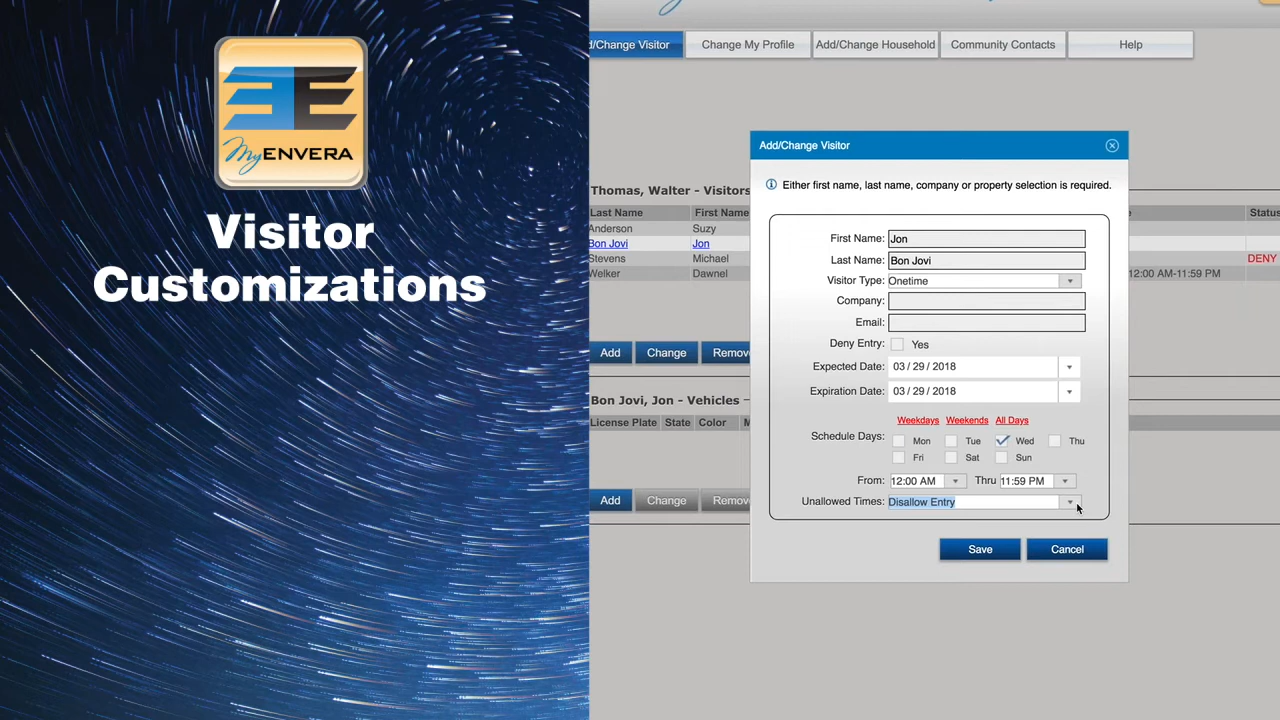 MyENVERA
Visitor
Customizations
d/Change Visitor
Change My Profile
Add/Change Household
Community Contacts
Help
Thomas, Walter - Visitors
Last Name First Name
Anderson Suzy
Bon Jovi Jon
Stevens Michael
Welker Dawnel
e Status
DENY
12:00 AM-11:59 PM
Add Change Remov
Bon Jovi, Jon - Vehicles
License Plate State Color M
Add Change Remov
Add/Change Visitor
Either first name, last name, company or property selection is required.
First Name: Jon
Last Name: Bon Jovi
Visitor Type: Onetime
Company:
Email:
Deny Entry: Yes
Expected Date: 03 / 29 / 2018
Expiration Date: 03 / 29 / 2018
Weekdays Weekends All Days
Schedule Days: Mon Tue Wed Thu
Fri Sat Sun
From: 12:00 AM Thru 11:59 PM
Unallowed Times: Disallow Entry
Save Cancel